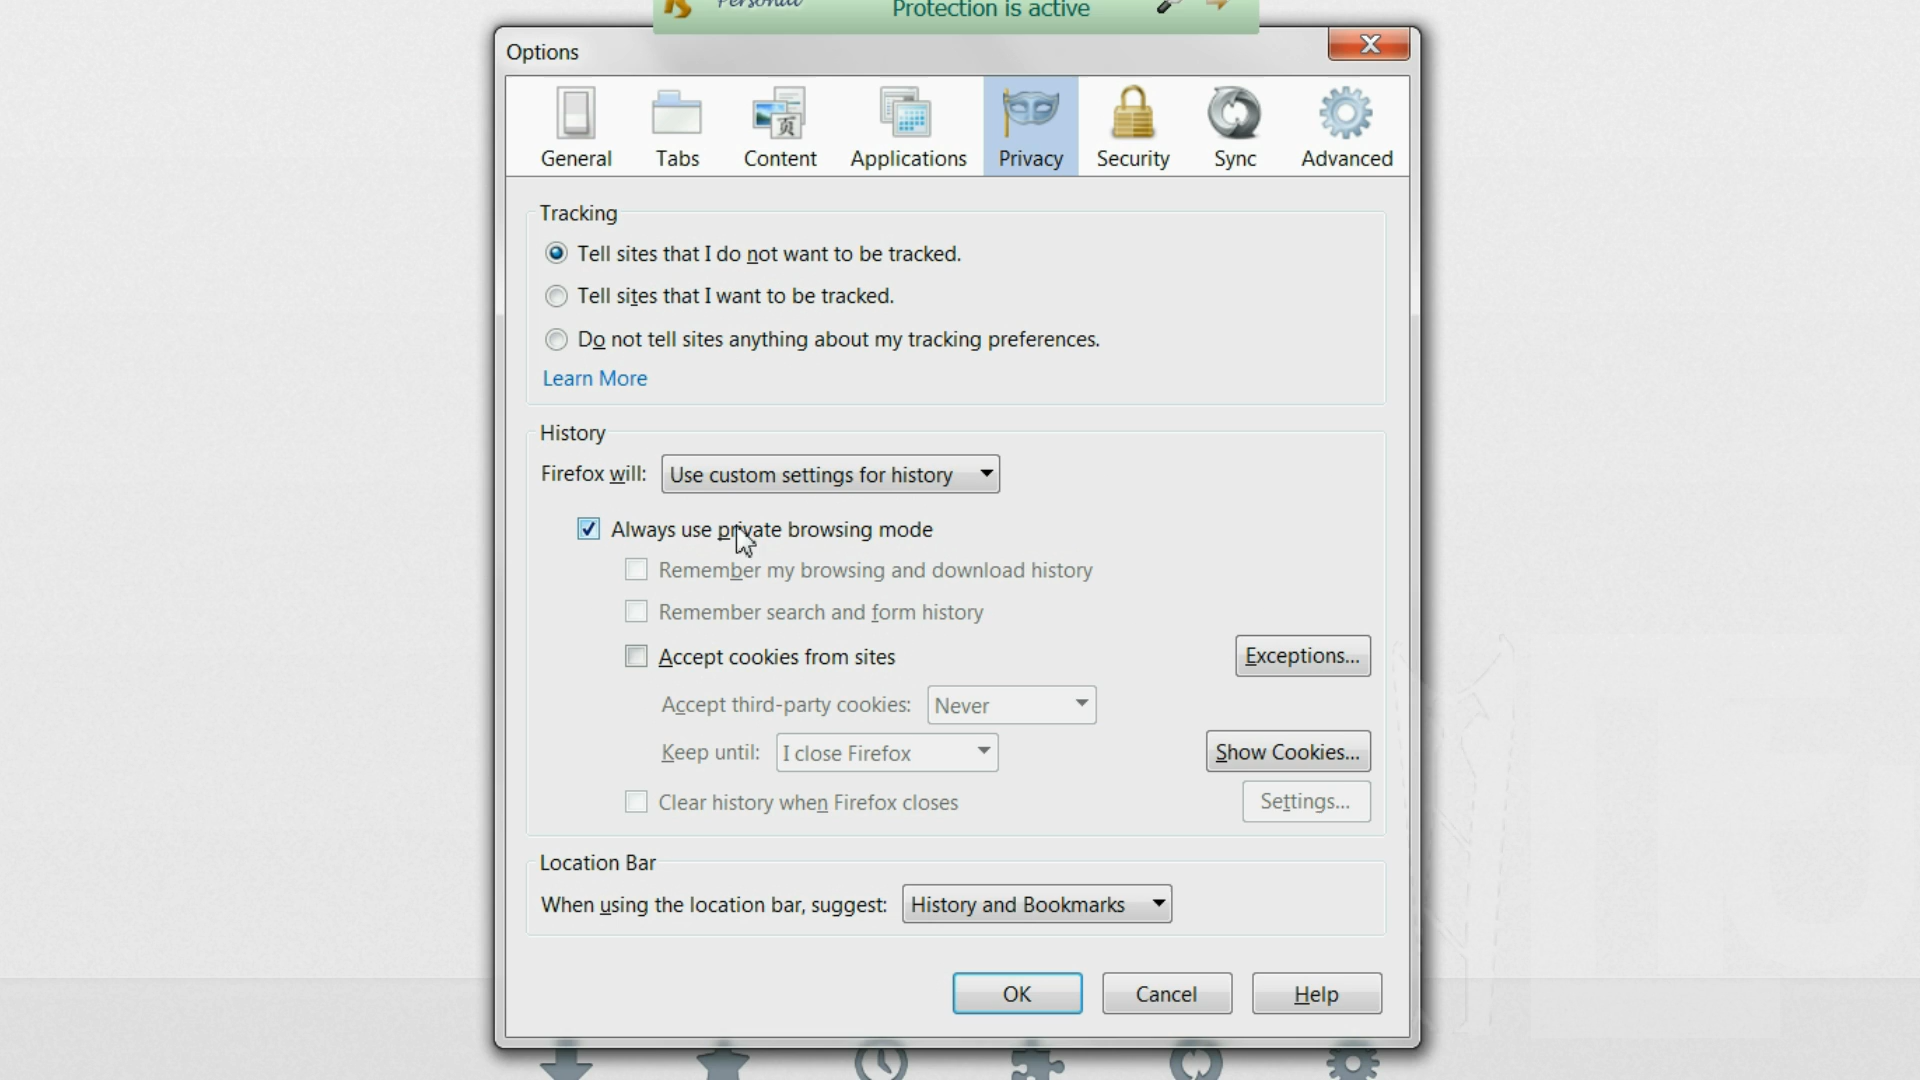 Personal
Protection is active
Options
General
Tabs
页
Content
Applications
Privacy
Security
Sync
Advanced
Tracking
Tell sites that I do not want to be tracked.
Tell sites that I want to be tracked.
Do not tell sites anything about my tracking preferences.
Learn More
History
Firefox will: Use custom settings for history
Always use private browsing mode
Remember my browsing and download history
Remember search and form history
Accept cookies from sites
Exceptions...
Accept third-party cookies: Never
Keep until: I close Firefox
Show Cookies...
Clear history when Firefox closes
Settings...
Location Bar
When using the location bar, suggest: History and Bookmarks
OK
Cancel
Help